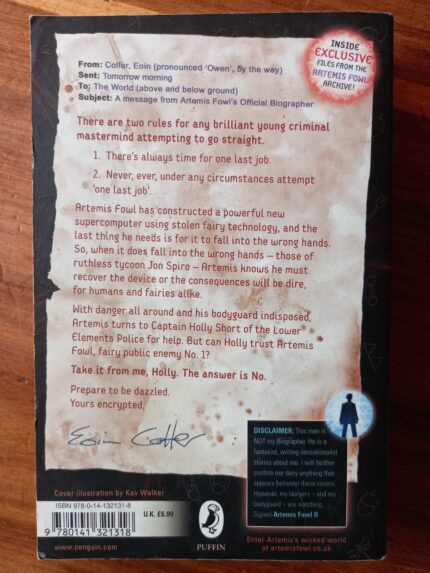 INSIDE
EXCLUSIVE
FILES FROM THE
ARTEMIS FOWL
ARCHIVE!
From: Colfer, Eoin (pronounced 'Owen', by the way)
Sent: Tomorrow morning
To: The World (above and below ground)
Subject: A message from Artemis Fowl's Official Biographer
There are two rules for any brilliant young criminal
mastermind attempting to go straight.
1. There's always time for one last job.
2. Never, ever, under any circumstances attempt
'one last job'.
Artemis Fowl has constructed a powerful new
supercomputer using stolen fairy technology, and the
last thing he needs is for it to fall into the wrong hands.
So, when it does fall into the wrong hands – those of
ruthless tycoon Jon Spiro – Artemis knows he must
recover the device or the consequences will be dire,
for humans and fairies alike.
With danger all around and his bodyguard indisposed,
Artemis turns to Captain Holly Short of the Lower
Elements Police for help. But can Holly trust Artemis
Fowl, fairy public enemy No. 1?
Take it from me, Holly. The answer is No.
Prepare to be dazzled.
Yours encrypted,
Eoin Colfer
DISCLAIMER: This man is
NOT my Biographer. He is a
fantasist, writing sensationalist
stories about me. I will neither
confirm nor deny anything that
appears between these covers.
However, my lawyers – and my
bodyguard – are watching.
Signed Artemis Fowl II
Cover illustration by Kev Walker
ISBN 978-0-14-132131-8
9 780141 321318
U.K. £6.99
www.penguin.com
PUFFIN
Enter Artemis's wicked world
at artemisfowl.co.uk